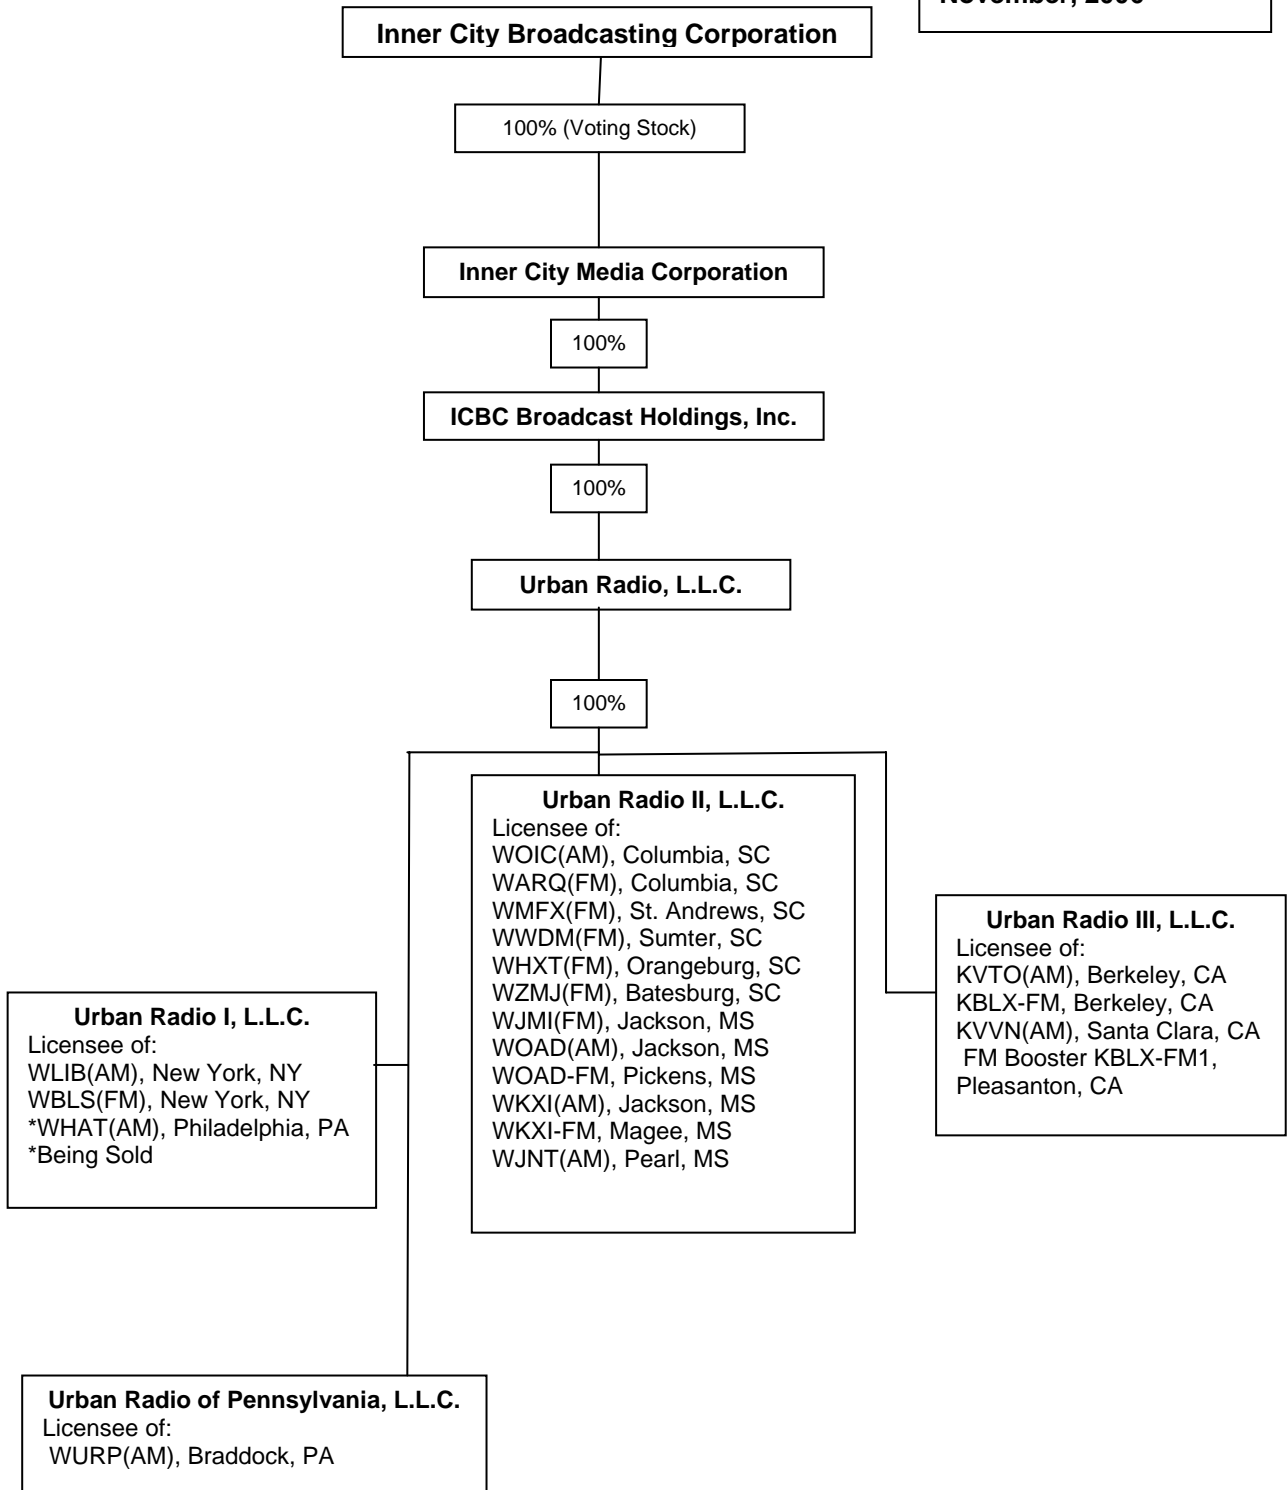 Inner City Broadcasting Corporation
100% (Voting Stock)
Inner City Media Corporation
100%
ICBC Broadcast Holdings, Inc.
100%
Urban Radio, L.L.C.
100%
Urban Radio II, L.L.C.
Licensee of:
WOIC(AM), Columbia, SC
WARQ(FM), Columbia, SC
WMFX(FM), St. Andrews, SC
WWDM(FM), Sumter, SC
WHXT(FM), Orangeburg, SC
WZMJ(FM), Batesburg, SC
WJMI(FM), Jackson, MS
WOAD(AM), Jackson, MS
WOAD-FM, Pickens, MS
WKXI(AM), Jackson, MS
WKXI-FM, Magee, MS
WJNT(AM), Pearl, MS
Urban Radio III, L.L.C.
Licensee of:
KVTO(AM), Berkeley, CA
KBLX-FM, Berkeley, CA
KVVN(AM), Santa Clara, CA
FM Booster KBLX-FM1,
Pleasanton, CA
Urban Radio I, L.L.C.
Licensee of:
WLIB(AM), New York, NY
WBLS(FM), New York, NY
*WHAT(AM), Philadelphia, PA
*Being Sold
Urban Radio of Pennsylvania, L.L.C.
Licensee of:
WURP(AM), Braddock, PA